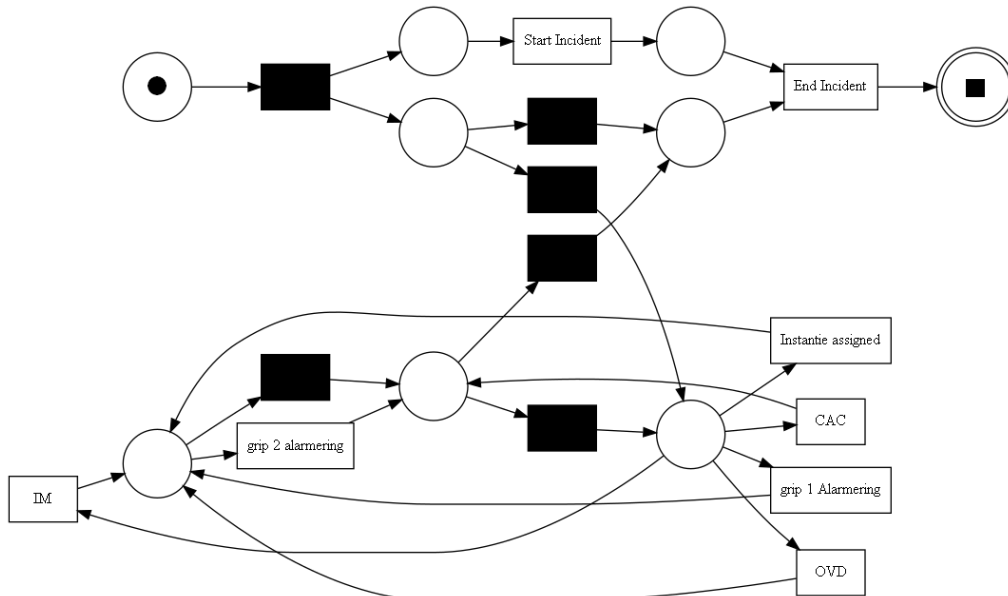 Start Incident
End Incident
Instantie assigned
CAC
grip 2 alarmering
grip 1 Alarmering
IM
OVD